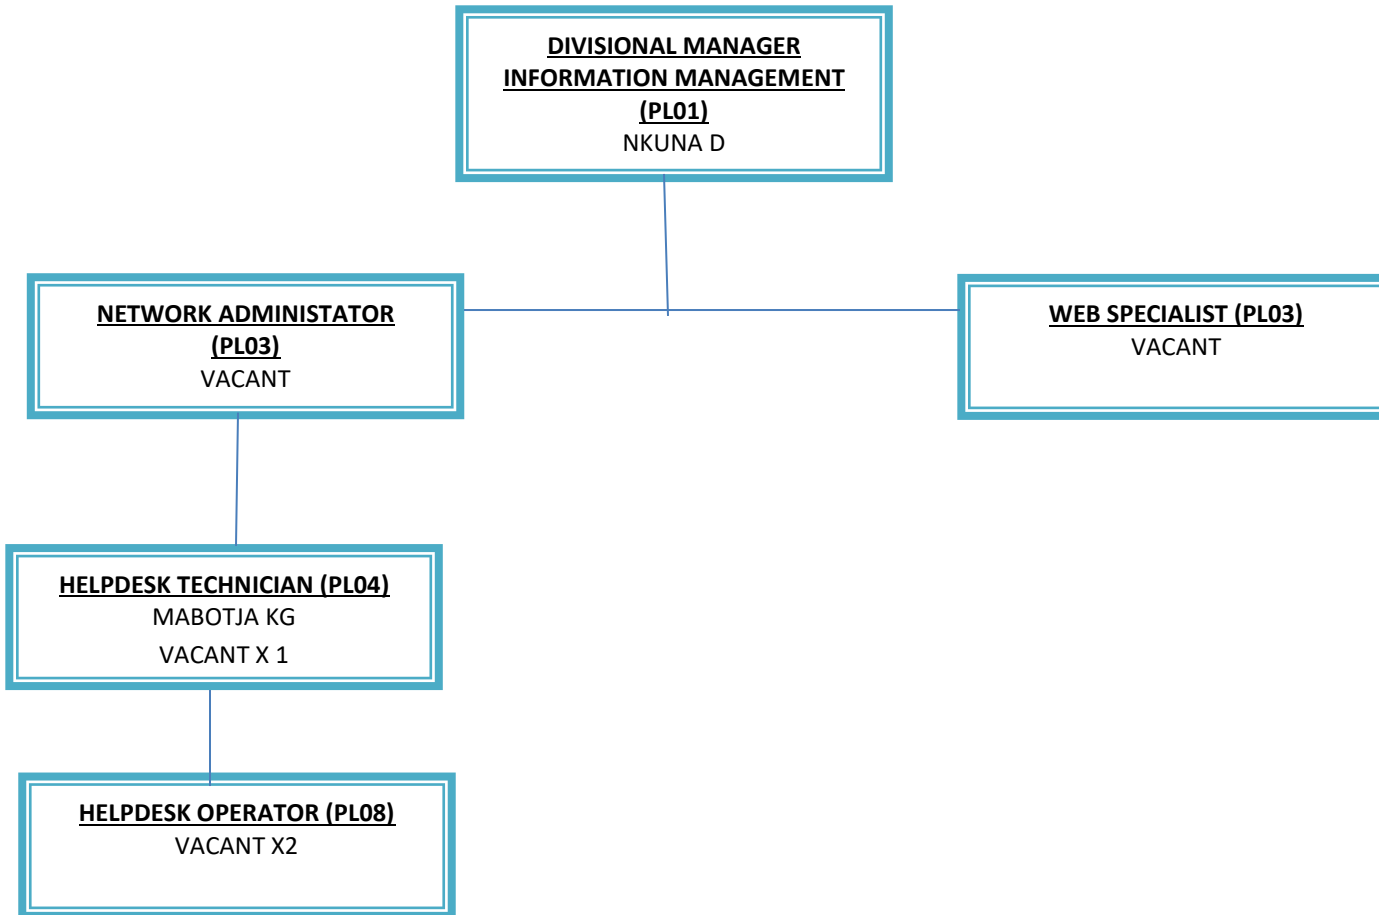 DIVISIONAL MANAGER
INFORMATION MANAGEMENT
(PL01)
NKUNA D
NETWORK ADMINISTATOR
(PL03)
VACANT
WEB SPECIALIST (PL03)
VACANT
HELPDESK TECHNICIAN (PL04)
MABOTJA KG
VACANT X 1
HELPDESK OPERATOR (PL08)
VACANT X2